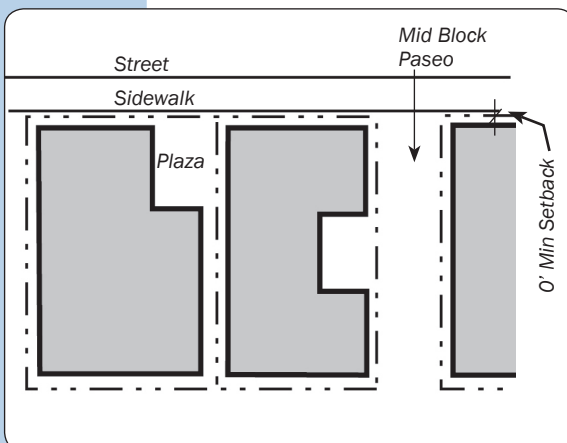 Street
Mid Block
Paseo
Sidewalk
Plaza
0' Min Setback